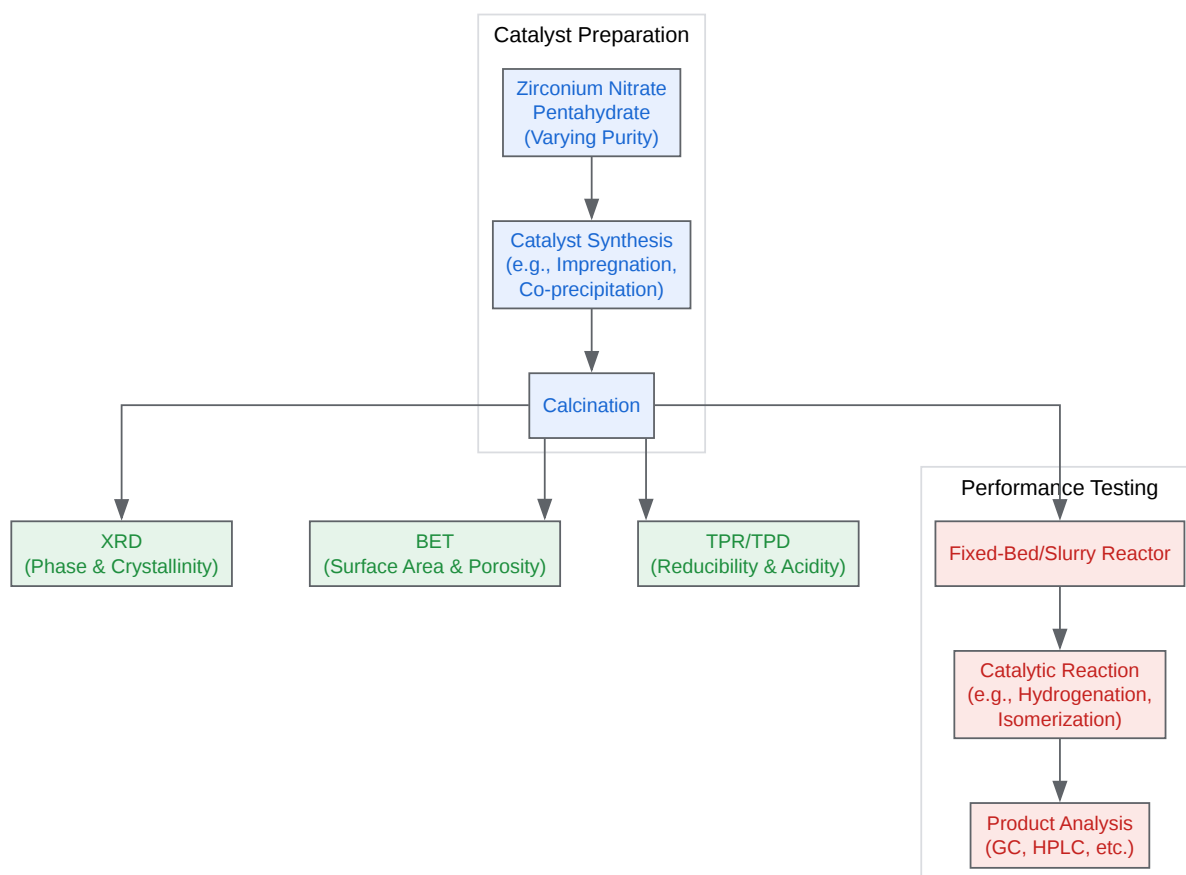 Catalyst Preparation
Zirconium Nitrate
Pentahydrate
(Varying Purity)
Catalyst Synthesis
(e.g., Impregnation,
Co-precipitation)
Calcination
XRD
(Phase & Crystallinity)
BET
(Surface Area & Porosity)
TPR/TPD
(Reducibility & Acidity)
Performance Testing
Fixed-Bed/Slurry Reactor
Catalytic Reaction
(e.g., Hydrogenation,
Isomerization)
Product Analysis
(GC, HPLC, etc.)